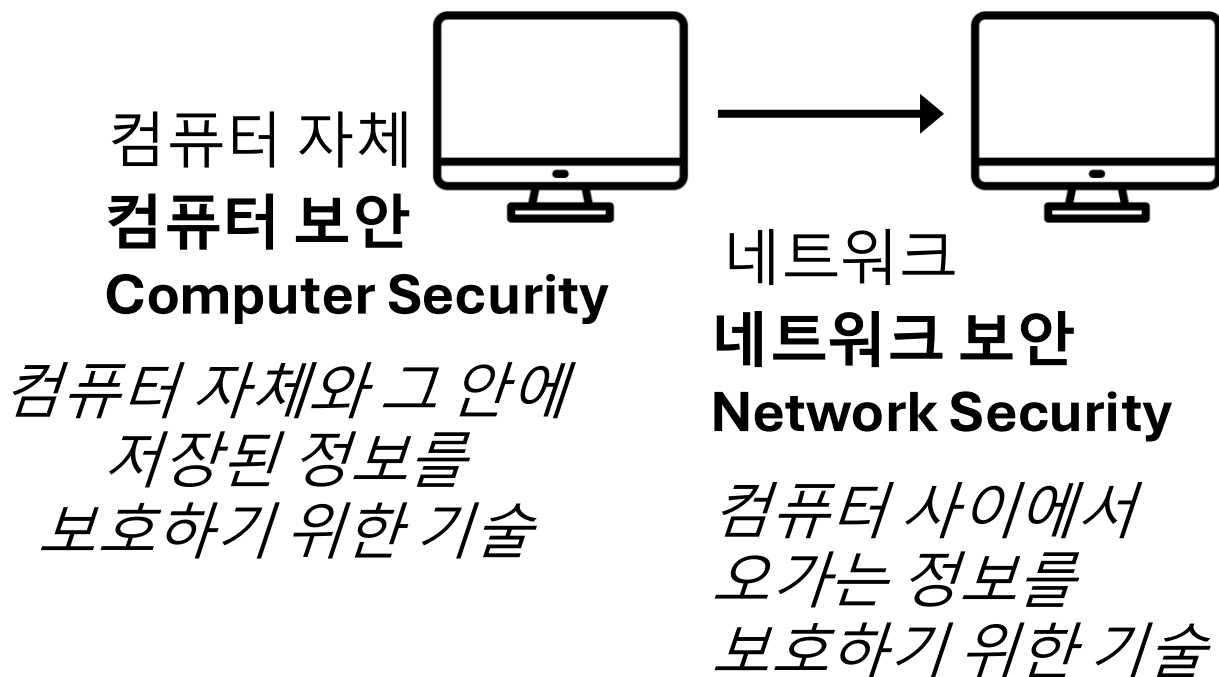 컴퓨터 자체
컴퓨터 보안
Computer Security
컴퓨터 자체와 그 안에
저장된 정보를
보호하기 위한 기술
네트워크
네트워크 보안
Network Security
컴퓨터 사이에서
오가는 정보를
보호하기 위한 기술